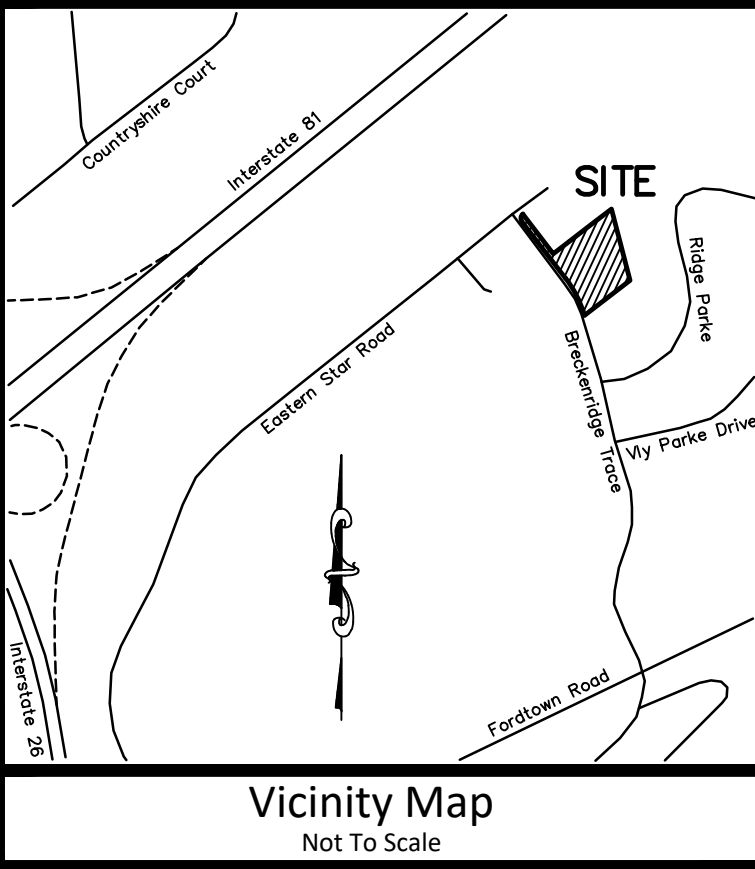 Countryshire Court
Interstate 81
SITE
Ridge Parke
Eastern Star Road
Breckenridge Trace
Vly Parke Drive
Interstate 26
Fordtown Road
Vicinity Map
Not To Scale